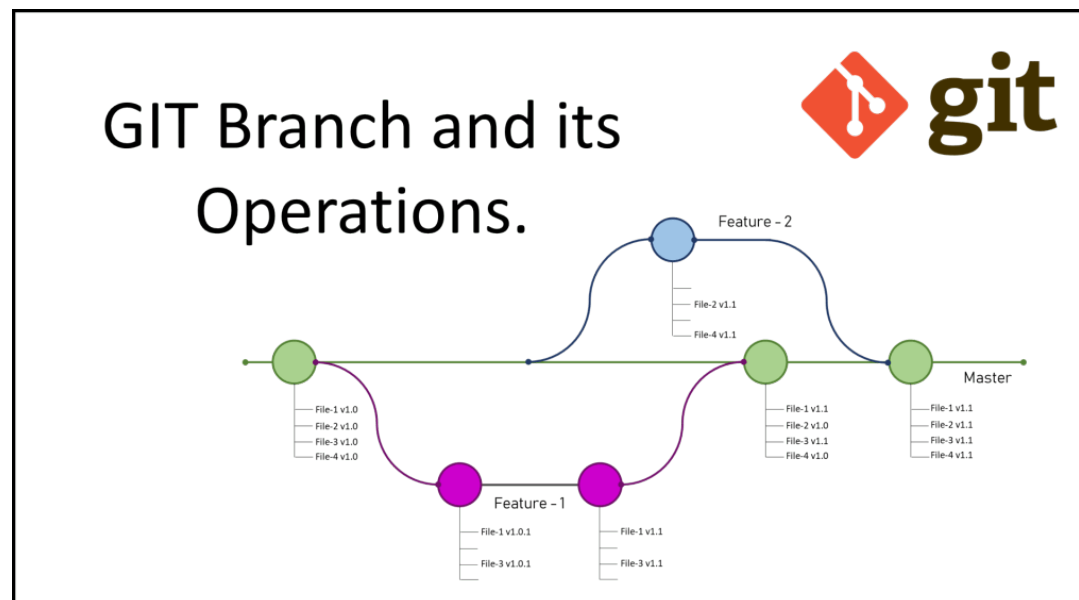 GIT Branch and its
Operations.
git
Feature - 2
File-2 v1.1
File-4 v1.1
Master
File-1 v1.0
File-2 v1.0
File-3 v1.0
File-4 v1.0
File-1 v1.1
File-2 v1.0
File-3 v1.1
File-4 v1.0
File-1 v1.1
File-2 v1.1
File-3 v1.1
File-4 v1.1
Feature - 1
File-1 v1.0.1
File-3 v1.0.1
File-1 v1.1
File-3 v1.1